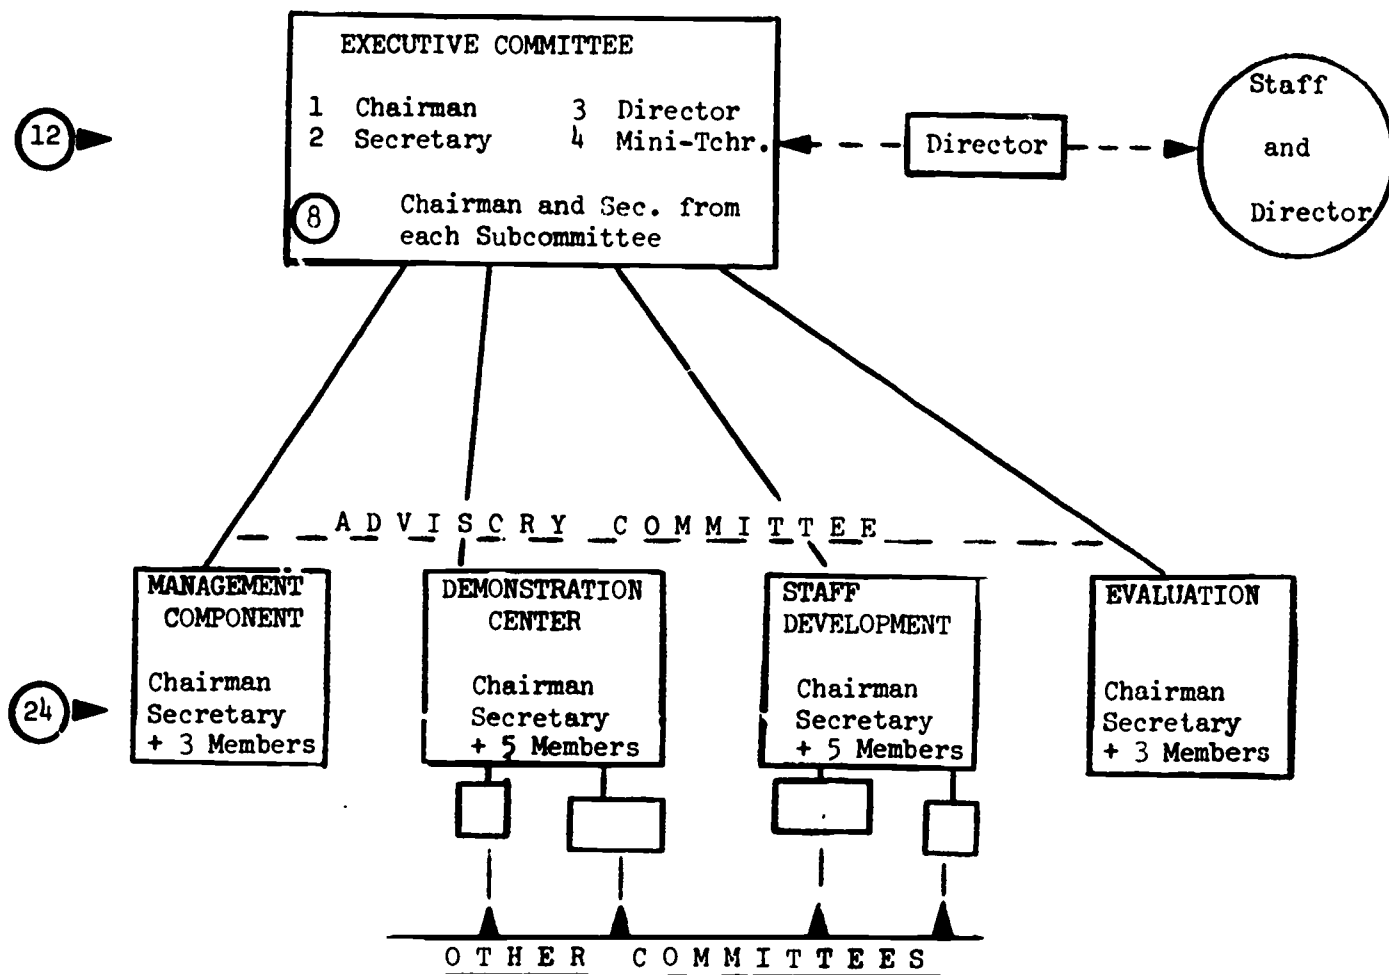 EXECUTIVE COMMITTEE
1 Chairman 3 Director
2 Secretary 4 Mini-Tchr.
8 Chairman and Sec. from
each Subcommittee
12
Director
Staff
and
Director
ADVISCRY COMMITTEE
MANAGEMENT
COMPONENT
Chairman
Secretary
+ 3 Members
DEMONSTRATION
CENTER
Chairman
Secretary
+ 5 Members
STAFF
DEVELOPMENT
Chairman
Secretary
+ 5 Members
EVALUATION
Chairman
Secretary
+ 3 Members
24
OTHER COMMITTEES